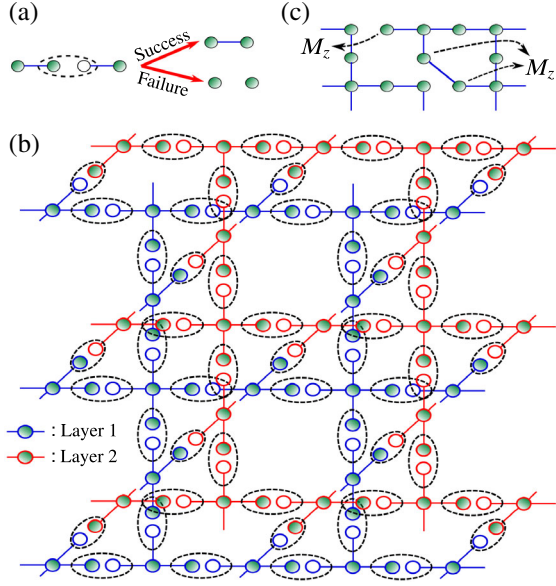 (a)
Success
Failure
(c)
M_z
M_z
(b)
: Layer 1
: Layer 2